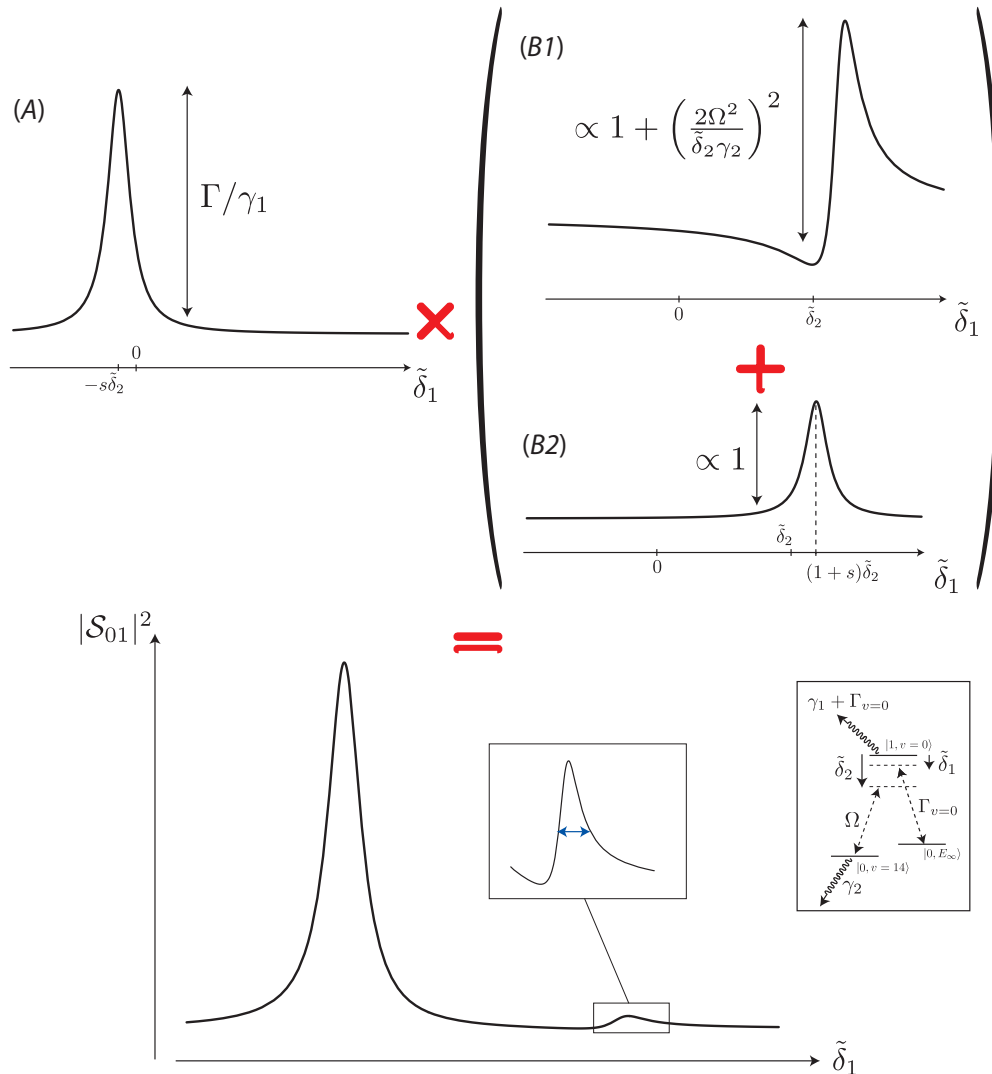 (A)
Γ/γ₁
0
−sδ̃₂
δ̃₁
×
(B1)
∝ 1 + (2Ω²/δ̃₂γ₂)²
0
δ̃₂
δ̃₁
+
(B2)
∝ 1
δ̃₂
0
(1 + s)δ̃₂
δ̃₁
=
|𝒮₀₁|²
δ̃₁
γ₁ + Γᵥ₌₀
|1, v = 0⟩
δ̃₂
δ̃₁
Ω
Γᵥ₌₀
|0, E∞⟩
|0, v = 14⟩
γ₂